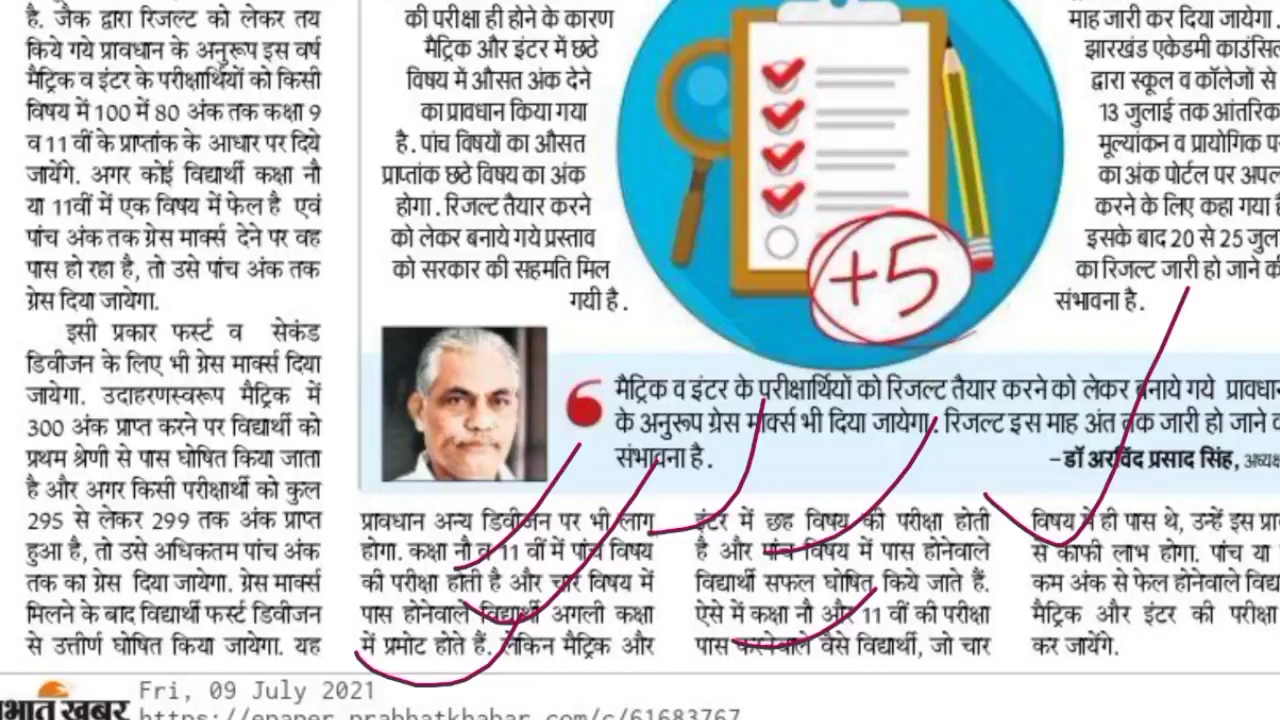 है. जैक द्वारा रिजल्ट को लेकर तय
किये गये प्रावधान के अनुरूप इस वर्ष
मैट्रिक व इंटर के परीक्षार्थियों को किसी
विषय में 100 में 80 अंक तक कक्षा 9
व 11 वीं के प्राप्तांक के आधार पर दिये
जायेंगे. अगर कोई विद्यार्थी कक्षा नौ
या 11वीं में एक विषय में फेल है एवं
पांच अंक तक ग्रेस मार्क्स देने पर वह
पास हो रहा है, तो उसे पांच अंक तक
ग्रेस दिया जायेगा.
इसी प्रकार फर्स्ट व सेकंड
डिवीजन के लिए भी ग्रेस मार्क्स दिया
जायेगा. उदाहरणस्वरूप मैट्रिक में
300 अंक प्राप्त करने पर विद्यार्थी को
प्रथम श्रेणी से पास घोषित किया जाता
है और अगर किसी परीक्षार्थी को कुल
295 से लेकर 299 तक अंक प्राप्त
हुआ है, तो उसे अधिकतम पांच अंक
तक का ग्रेस दिया जायेगा. ग्रेस मार्क्स
मिलने के बाद विद्यार्थी फर्स्ट डिवीजन
से उत्तीर्ण घोषित किया जायेगा. यह
की परीक्षा ही होने के कारण
मैट्रिक और इंटर में छठे
विषय में औसत अंक देने
का प्रावधान किया गया
है. पांच विषयों का औसत
प्राप्तांक छठे विषय का अंक
होगा. रिजल्ट तैयार करने
को लेकर बनाये गये प्रस्ताव
को सरकार की सहमति मिल
गयी है.
+5
माह जारी कर दिया जायेगा.
झारखंड एकेडमी काउंसिल
द्वारा स्कूल व कॉलेजों से
13 जुलाई तक आंतरिक
मूल्यांकन व प्रायोगिक
का अंक पोर्टल पर
करने के लिए कहा गया
इसके बाद 20 से 25
का रिजल्ट जारी हो जाने की
संभावना है.
मैट्रिक व इंटर के परीक्षार्थियों को रिजल्ट तैयार करने को लेकर बनाये गये प्रावधान
के अनुरूप ग्रेस मार्क्स भी दिया जायेगा. रिजल्ट इस माह अंत तक जारी हो जाने
संभावना है.
-डॉ अरविंद प्रसाद सिंह, अध्यक्ष
प्रावधान अन्य डिवीजन पर भी लागू
होगा. कक्षा नौ व 11 वीं में पांच विषय
की परीक्षा होती है और चार विषय में
पास होनेवाले विद्यार्थी अगली कक्षा
में प्रमोट होते हैं. लेकिन मैट्रिक और
इंटर में छह विषय की परीक्षा होती
है और पांच विषय में पास होनेवाले
विद्यार्थी सफल घोषित किये जाते हैं.
ऐसे में कक्षा नौ और 11 वीं की परीक्षा
पास करनेवाले वैसे विद्यार्थी, जो चार
विषय में ही पास थे, उन्हें इस
से काफी लाभ होगा. पांच या
कम अंक से फेल होनेवाले
मैट्रिक और इंटर की परीक्षा
कर जायेंगे.
प्रभात खबर
Fri, 09 July 2021
https://epaper.prabhatkhabar.com/c/61683767